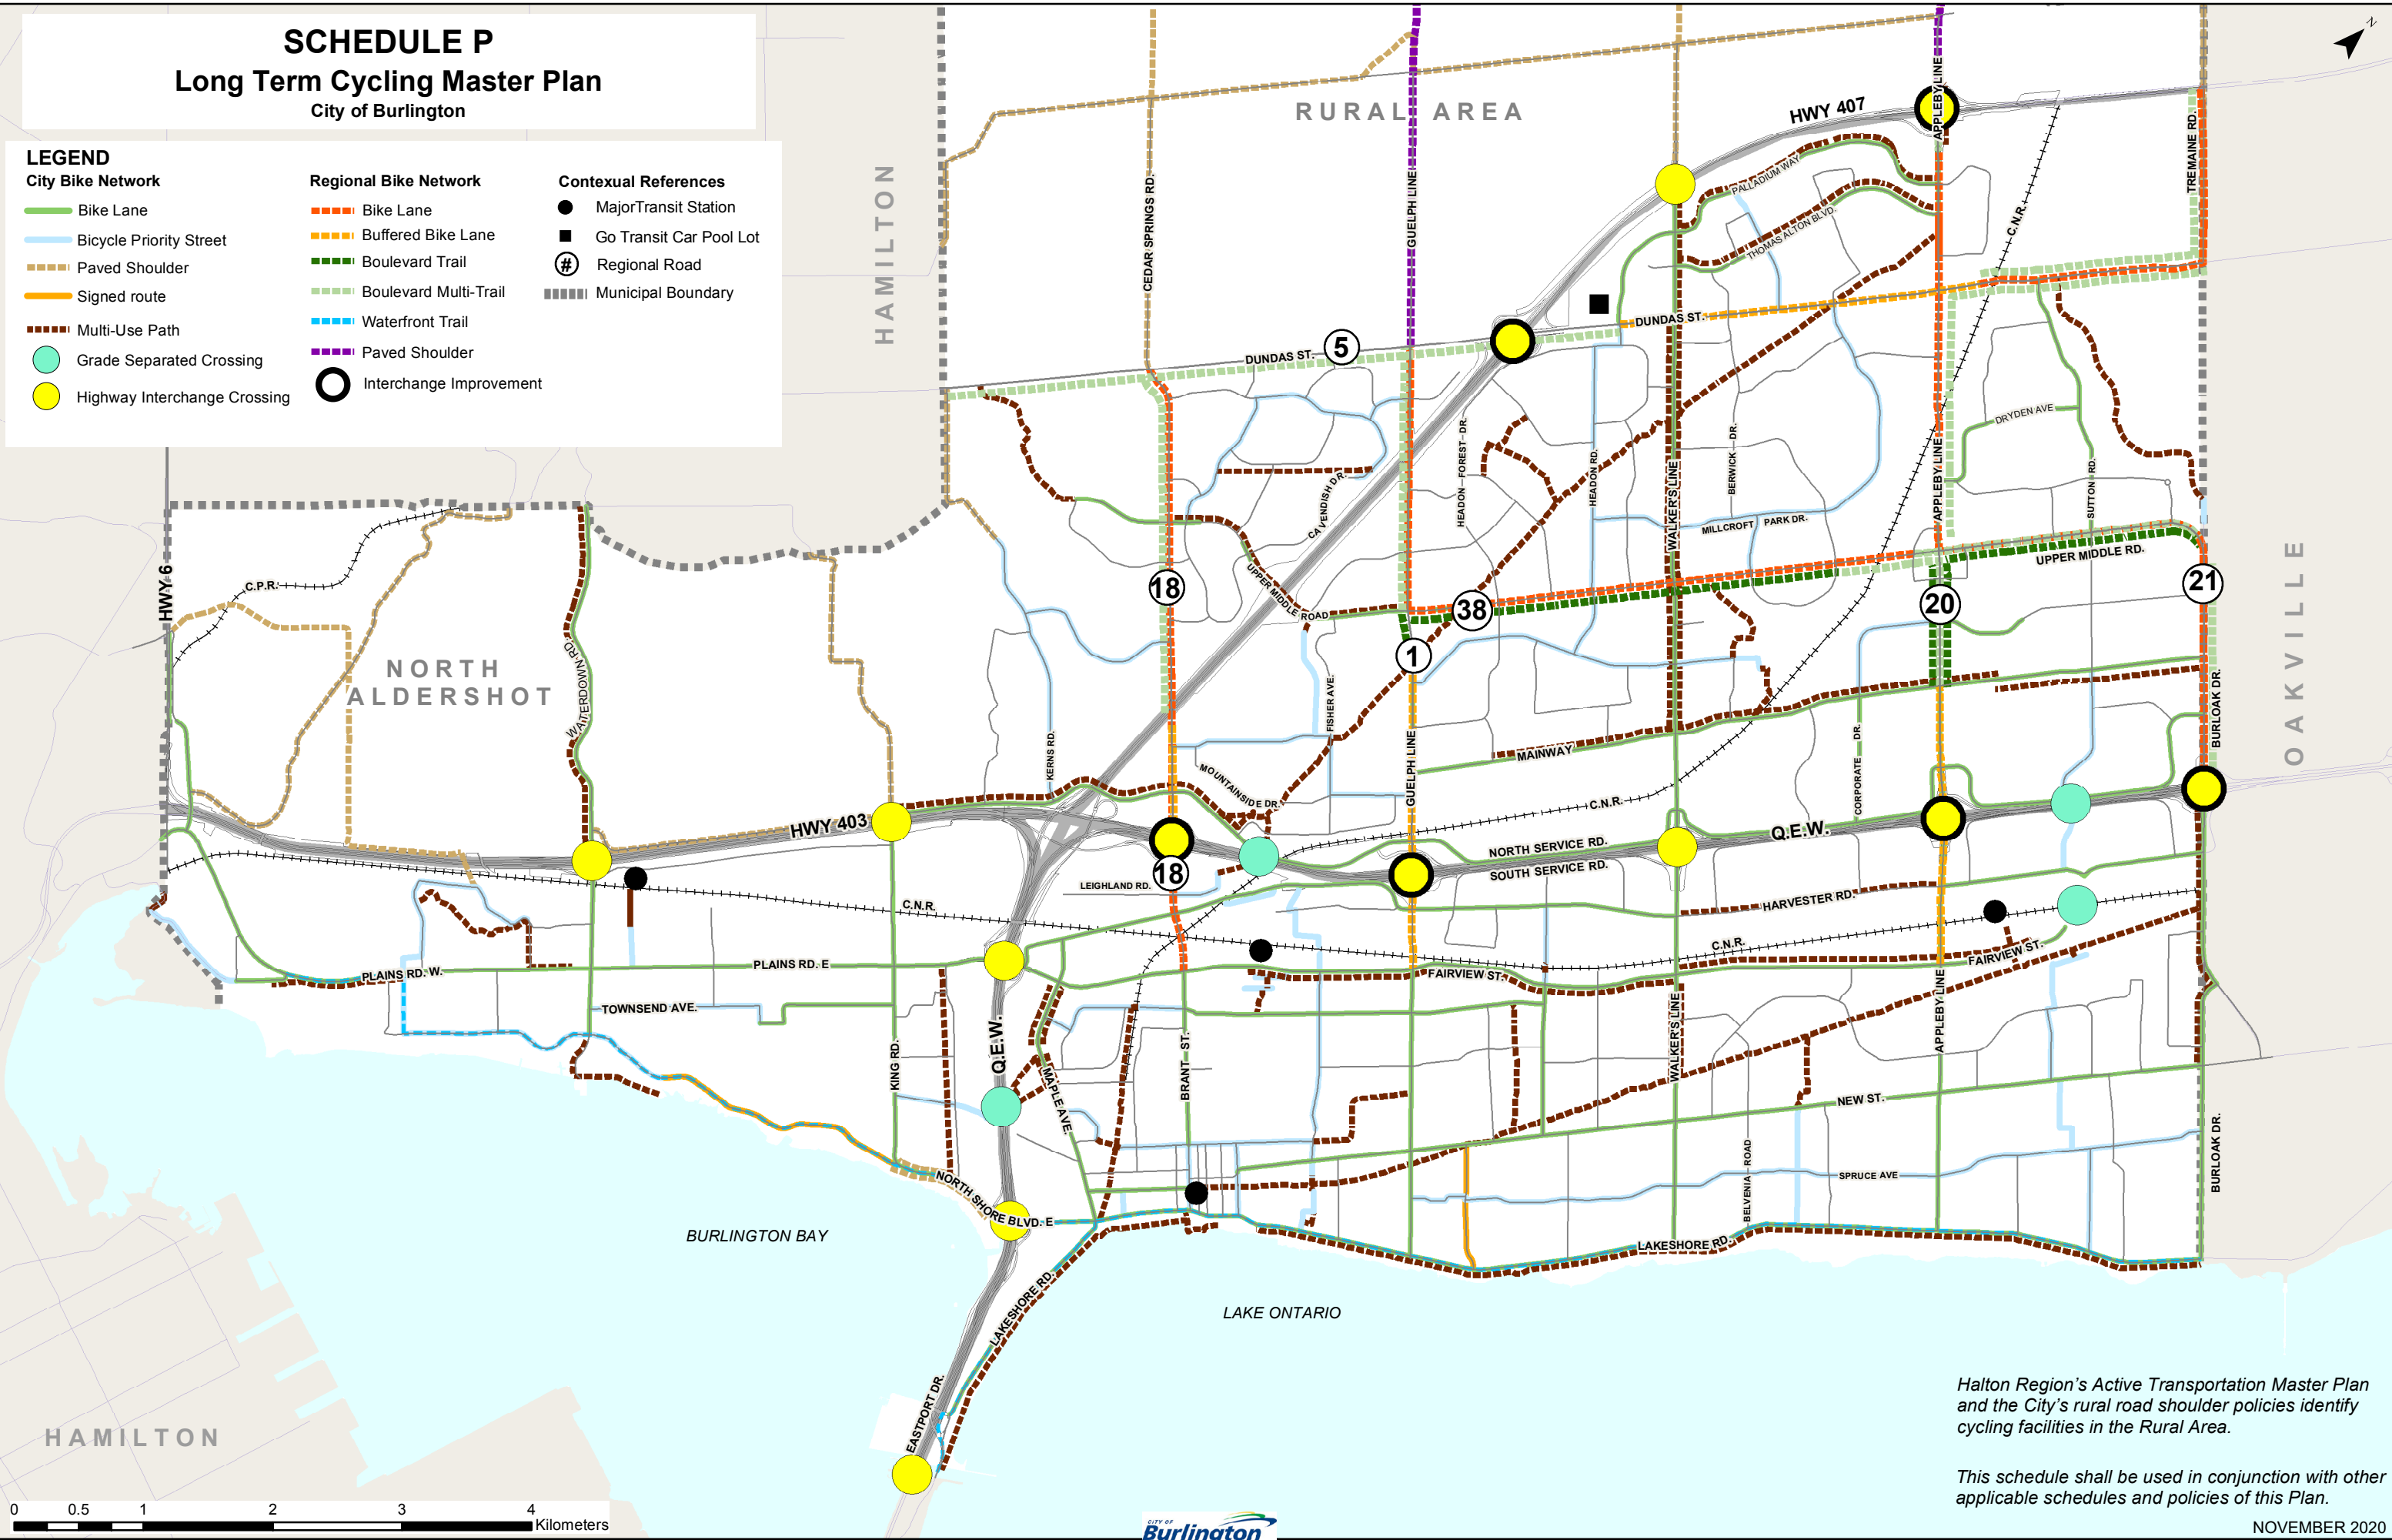 SCHEDULE P
Long Term Cycling Master Plan
City of Burlington
LEGEND
City Bike Network
Bike Lane
Bicycle Priority Street
Paved Shoulder
Signed route
Multi-Use Path
Grade Separated Crossing
Highway Interchange Crossing
Regional Bike Network
Bike Lane
Buffered Bike Lane
Boulevard Trail
Boulevard Multi-Trail
Waterfront Trail
Paved Shoulder
Interchange Improvement
Contexual References
MajorTransit Station
Go Transit Car Pool Lot
# Regional Road
Municipal Boundary
N
RURAL AREA
HAMILTON
HWY 407
APPLEBY LINE
TREMAINE RD.
PALLADIUM WAY
THOMAS ALTON BLVD.
C.N.R.
CEDAR SPRINGS RD.
GUELPH LINE
DUNDAS ST.
5
DUNDAS ST.
DRYDEN AVE
HEADON FOREST DR.
HEADON RD.
WALKER'S LINE
BERWICK DR.
APPLEBY LINE
SUTTON RD.
CAVENDISH DR.
MILLCROFT PARK DR.
UPPER MIDDLE RD.
OAKVILLE
HWY 6
C.P.R.
18
UPPER MIDDLE ROAD
38
20
21
1
NORTH
ALDERSHOT
WATERDOWN RD.
KERNS RD.
FISHER AVE.
GUELPH LINE
MAINWAY
CORPORATE DR.
BURLOAK DR.
MOUNTAINSIDE DR.
C.N.R.
HWY 403
NORTH SERVICE RD.
SOUTH SERVICE RD.
Q.E.W.
18
LEIGHLAND RD.
C.N.R.
HARVESTER RD.
C.N.R.
PLAINS RD. W.
PLAINS RD. E
FAIRVIEW ST.
FAIRVIEW ST.
TOWNSEND AVE.
KING RD.
Q.E.W.
MAPLE AVE.
BRANT ST.
WALKER'S LINE
APPLEBY LINE
NEW ST.
BELVENIA ROAD
SPRUCE AVE
BURLOAK DR.
NORTH SHORE BLVD. E
LAKESHORE RD.
BURLINGTON BAY
LAKE ONTARIO
LAKESHORE RD.
EASTPORT DR.
HAMILTON
Halton Region's Active Transportation Master Plan
and the City's rural road shoulder policies identify
cycling facilities in the Rural Area.
This schedule shall be used in conjunction with other
applicable schedules and policies of this Plan.
NOVEMBER 2020
0 0.5 1 2 3 4
Kilometers
CITY OF
Burlington